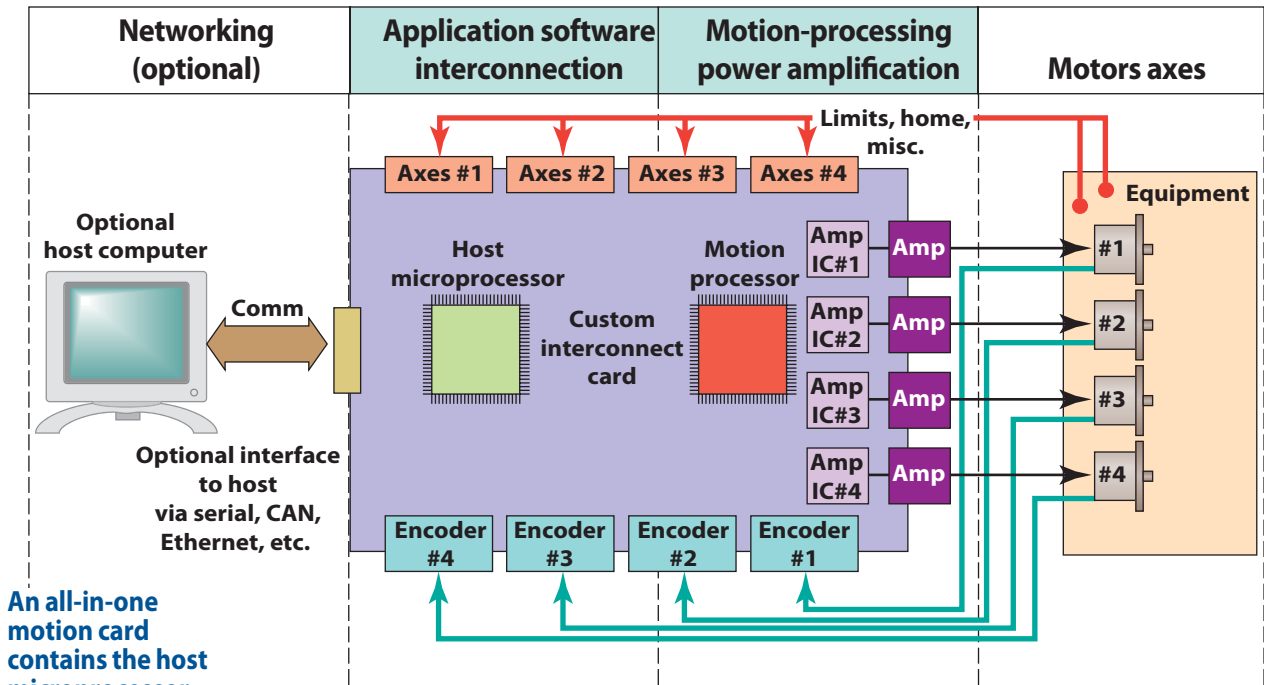 Networking
(optional)
Application software
interconnection
Motion-processing
power amplification
Motors axes
Limits, home,
misc.
Axes #1
Axes #2
Axes #3
Axes #4
Equipment
Optional
host computer
Comm
Host
microprocessor
Motion
processor
Custom
interconnect
card
Amp
IC#1
Amp
#1
Amp
IC#2
Amp
#2
Amp
IC#3
Amp
#3
Amp
IC#4
Amp
#4
Optional interface
to host
via serial, CAN,
Ethernet, etc.
Encoder
#4
Encoder
#3
Encoder
#2
Encoder
#1
An all-in-one
motion card
contains the host
microprocessor